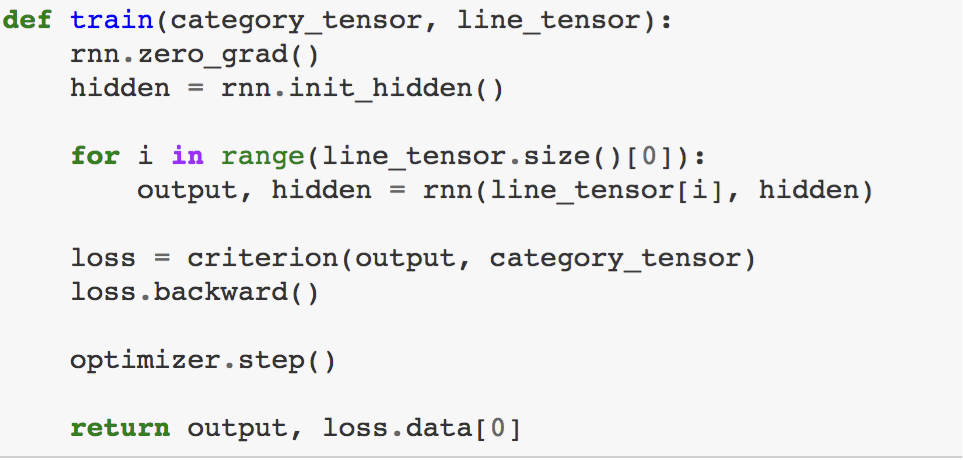 def train(category_tensor, line_tensor):
    rnn.zero_grad()
    hidden = rnn.init_hidden()

    for i in range(line_tensor.size()[0]):
        output, hidden = rnn(line_tensor[i], hidden)

    loss = criterion(output, category_tensor)
    loss.backward()

    optimizer.step()

    return output, loss.data[0]